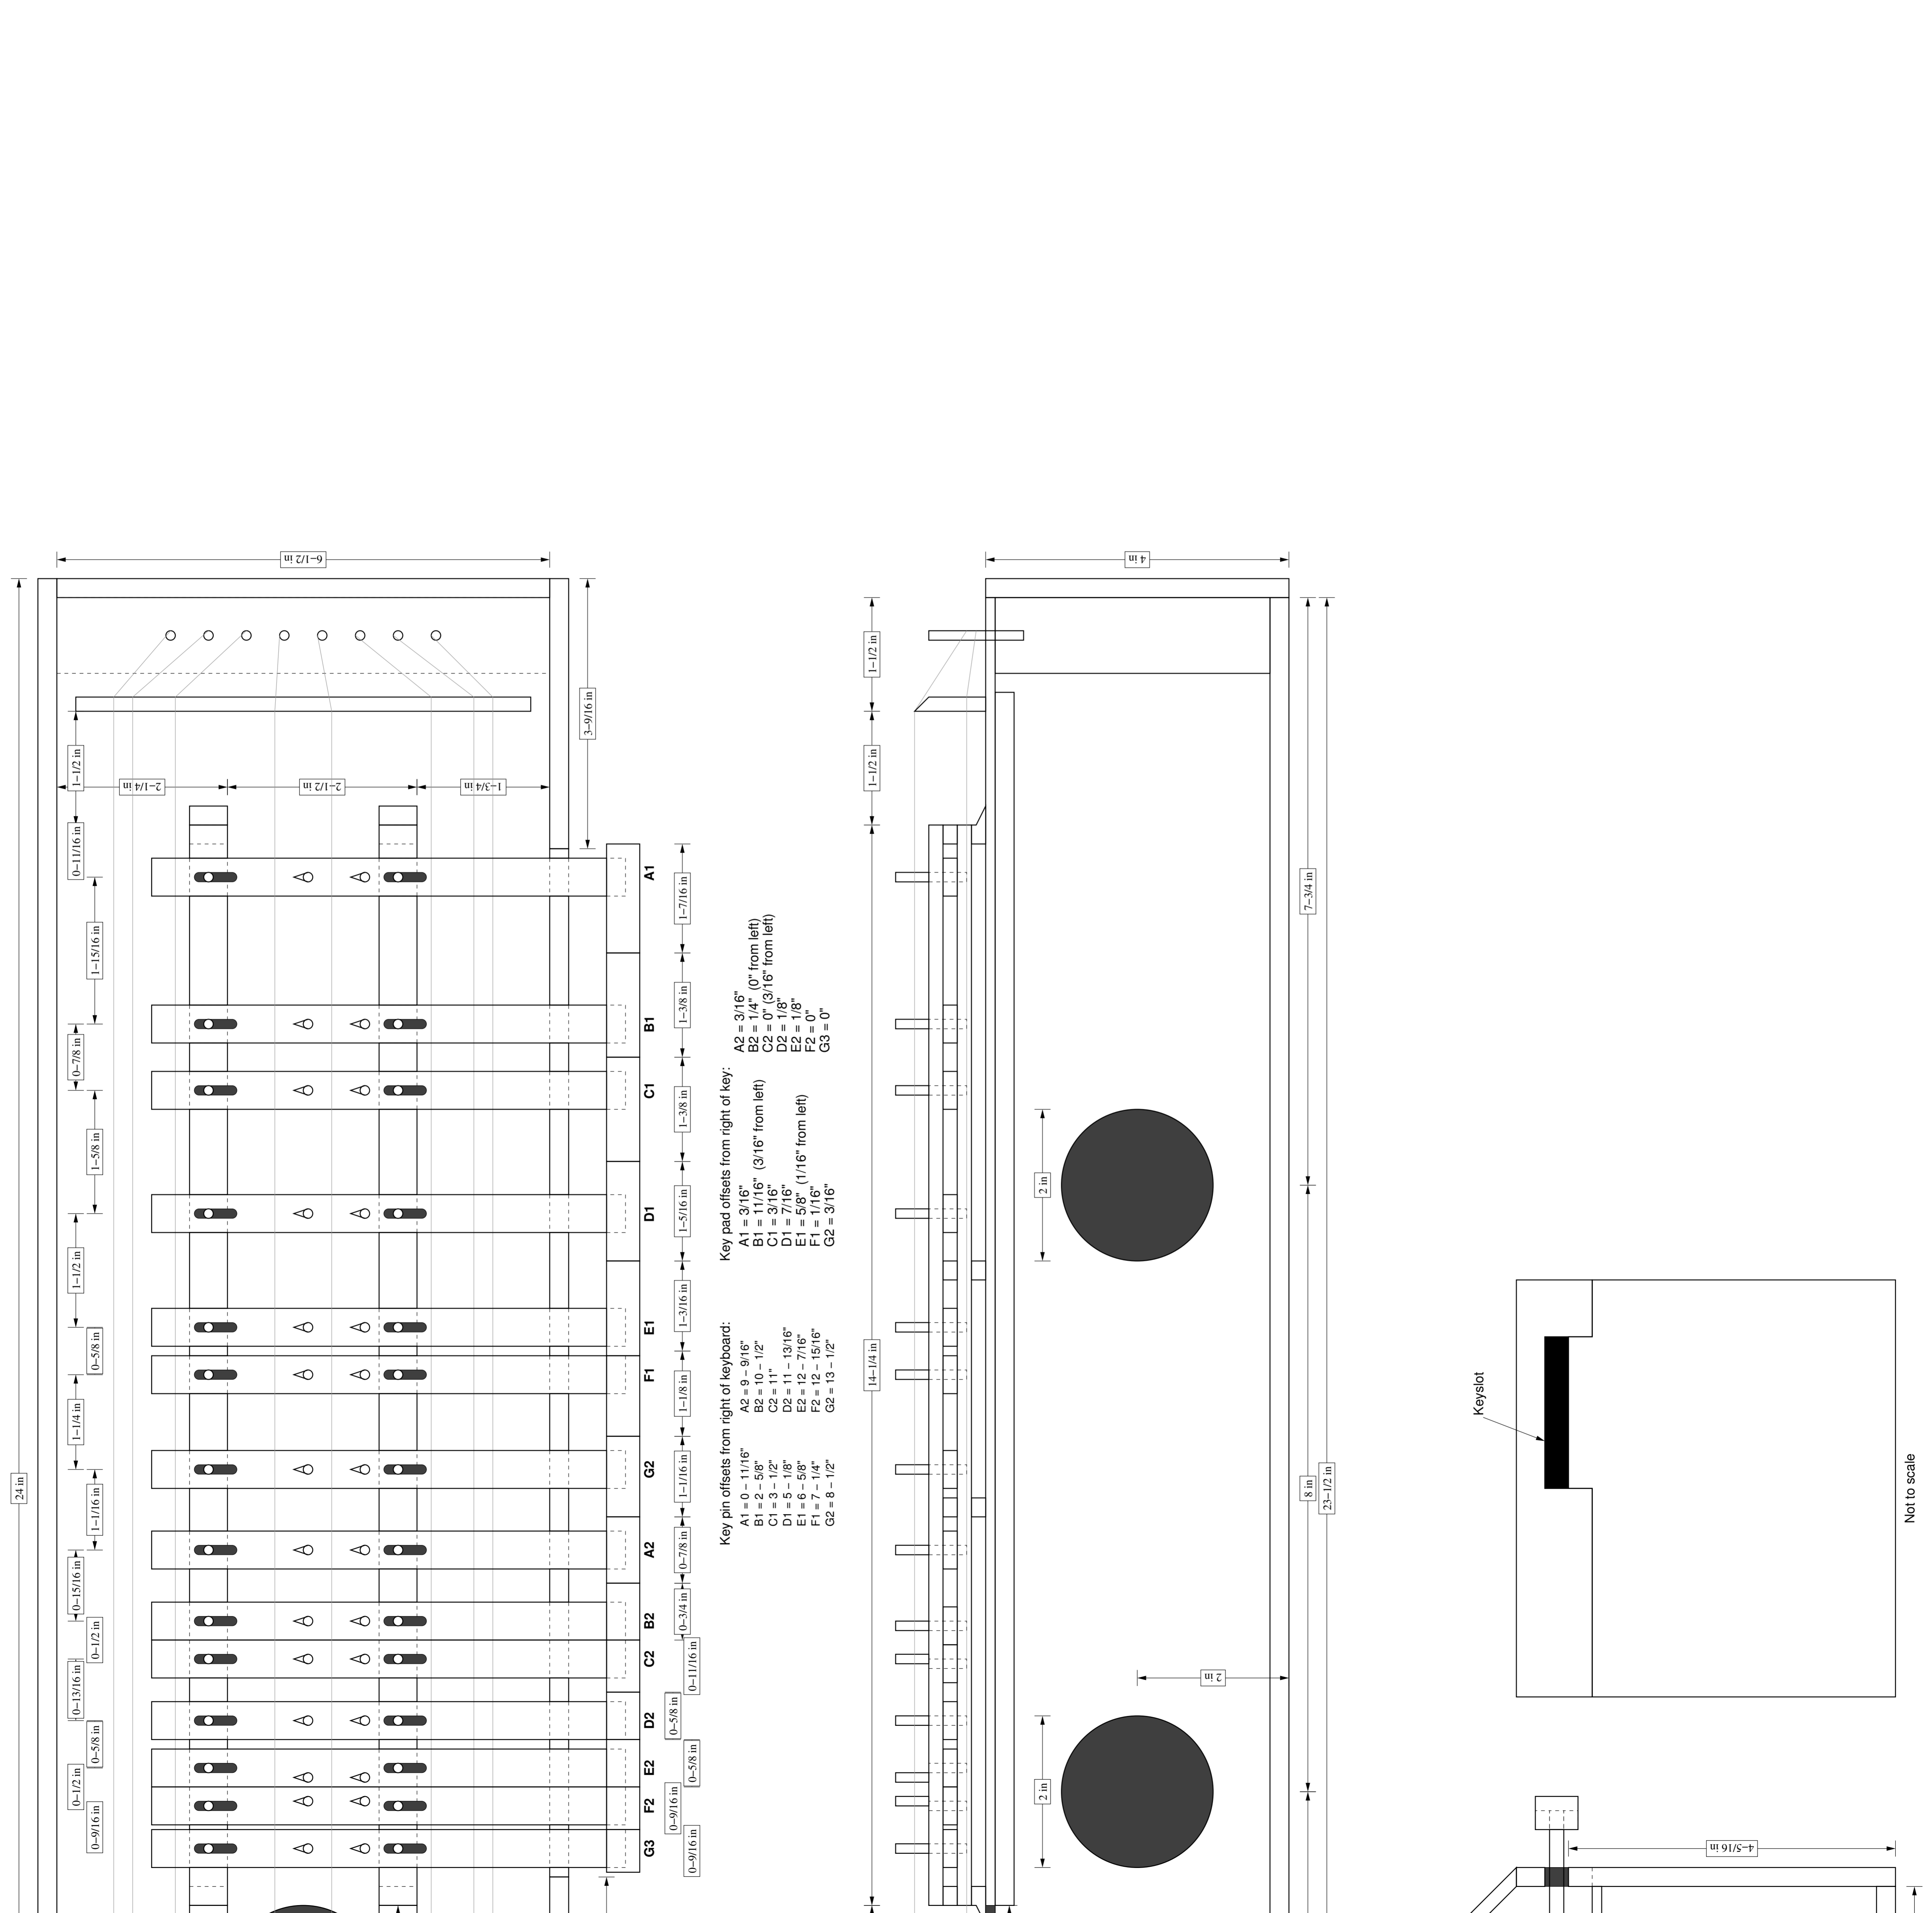 6–1/2 in
4 in
24 in
3–9/16 in
1–1/2 in
2–1/4 in
2–1/2 in
1–3/4 in
0–11/16 in
1–15/16 in
0–7/8 in
1–5/8 in
1–1/2 in
0–5/8 in
1–1/4 in
1–1/16 in
0–15/16 in
0–1/2 in
0–13/16 in
0–5/8 in
0–1/2 in
0–9/16 in
A1
B1
C1
D1
E1
F1
G2
A2
B2
C2
D2
E2
F2
G3
1–7/16 in
1–3/8 in
1–3/8 in
1–5/16 in
1–3/16 in
1–1/8 in
1–1/16 in
0–7/8 in
0–3/4 in
0–11/16 in
0–5/8 in
0–5/8 in
0–9/16 in
0–9/16 in
Key pin offsets from right of keyboard:
A1 = 0 – 11/16"
B1 = 2 – 5/8"
C1 = 3 – 1/2"
D1 = 5 – 1/8"
E1 = 6 – 5/8"
F1 = 7 – 1/4"
G2 = 8 – 1/2"
A2 = 9 – 9/16"
B2 = 10 – 1/2"
C2 = 11"
D2 = 11 – 13/16"
E2 = 12 – 7/16"
F2 = 12 – 15/16"
G2 = 13 – 1/2"
Key pad offsets from right of key:
A1 = 3/16"
B1 = 11/16" (3/16" from left)
C1 = 3/16"
D1 = 7/16"
E1 = 5/8" (1/16" from left)
F1 = 1/16"
G2 = 3/16"
A2 = 3/16"
B2 = 1/4" (0" from left)
C2 = 0" (3/16" from left)
D2 = 1/8"
E2 = 1/8"
F2 = 0"
G3 = 0"
1–1/2 in
1–1/2 in
14–1/4 in
2 in
2 in
2 in
7–3/4 in
8 in
23–1/2 in
Keyslot
Not to scale
4–5/16 in